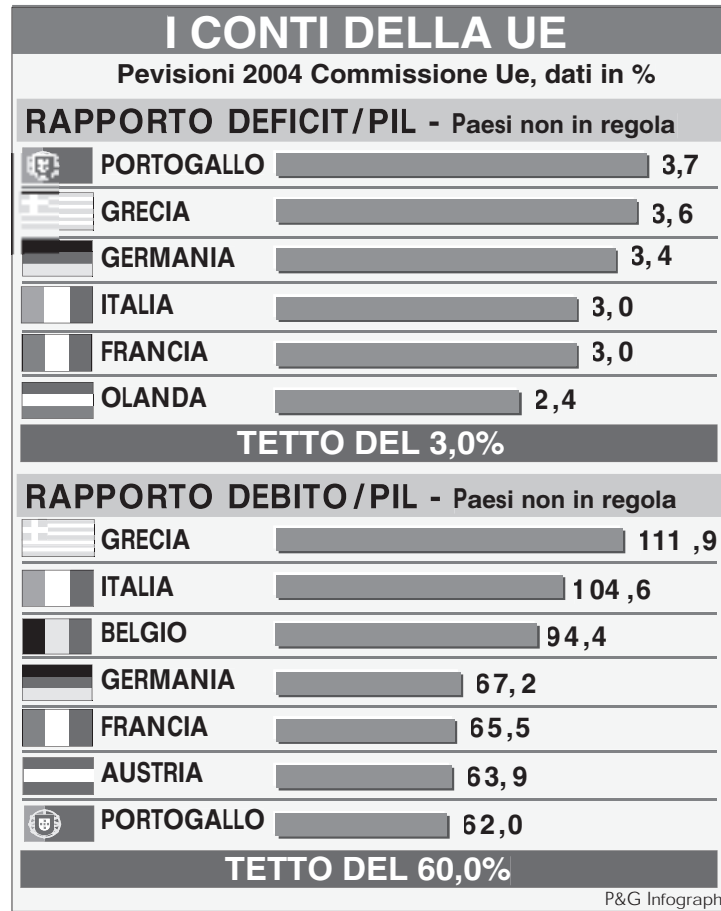 I CONTI DELLA UE
Pevisioni 2004 Commissione Ue, dati in %
RAPPORTO DEFICIT/PIL - Paesi non in regola
PORTOGALLO 3,7
GRECIA 3,6
GERMANIA 3,4
ITALIA 3,0
FRANCIA 3,0
OLANDA 2,4
TETTO DEL 3,0%
RAPPORTO DEBITO/PIL - Paesi non in regola
GRECIA 111,9
ITALIA 104,6
BELGIO 94,4
GERMANIA 67,2
FRANCIA 65,5
AUSTRIA 63,9
PORTOGALLO 62,0
TETTO DEL 60,0%
P&G Infograph